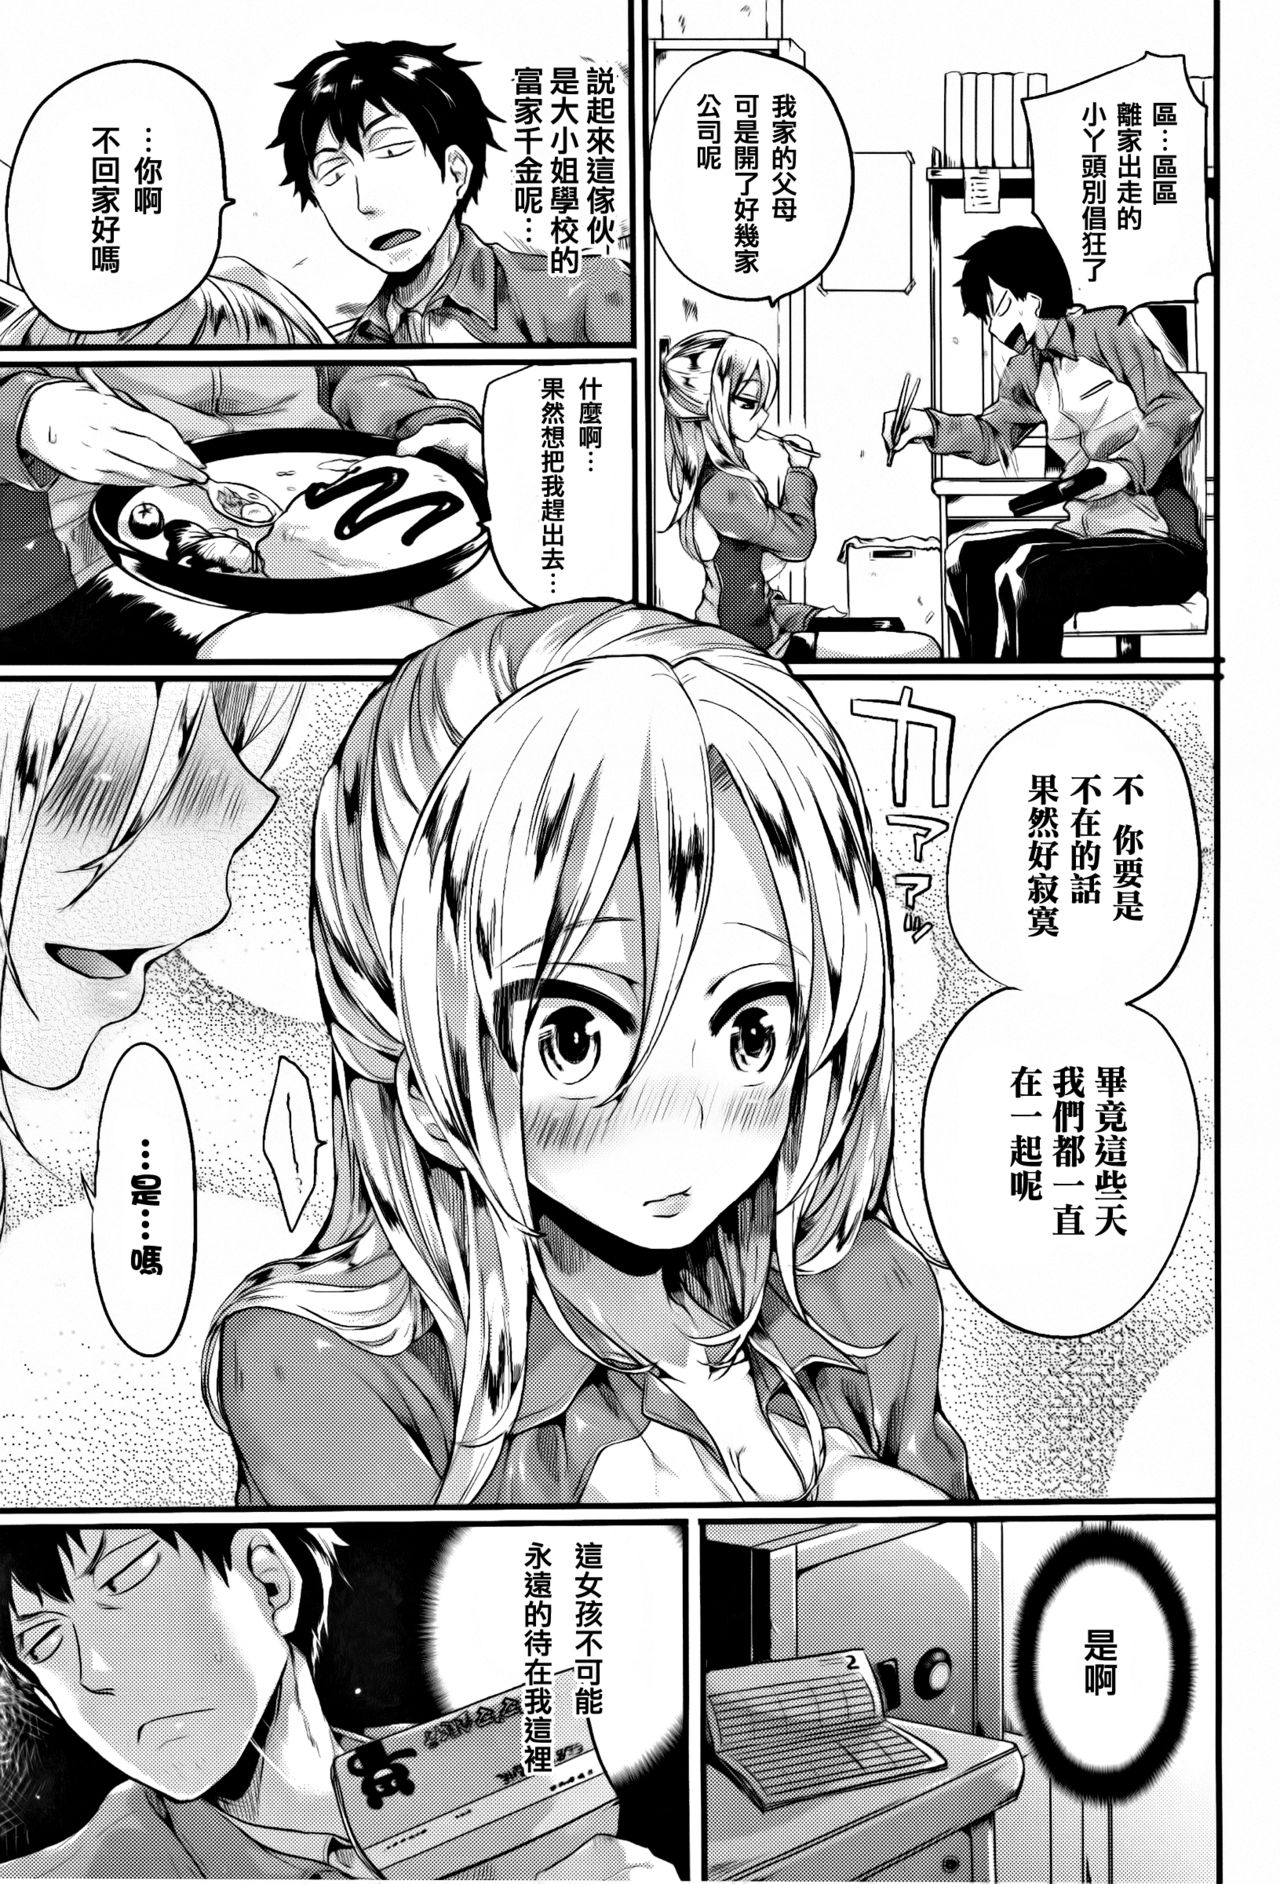 區…區區
離家出走的
小丫頭別倡狂了
我家的父母
可是開了好幾家
公司呢
說起來這傢伙
是大小姐學校的
富家千金呢…
…你啊
不回家好嗎
什麼啊…
果然想把我趕出去…
不 你要是
不在的話
果然好寂寞
畢竟這些天
我們都一直
在一起呢
カァァァッ
…是…嗎
是啊
2
這女孩不可能
永遠的待在我這裡